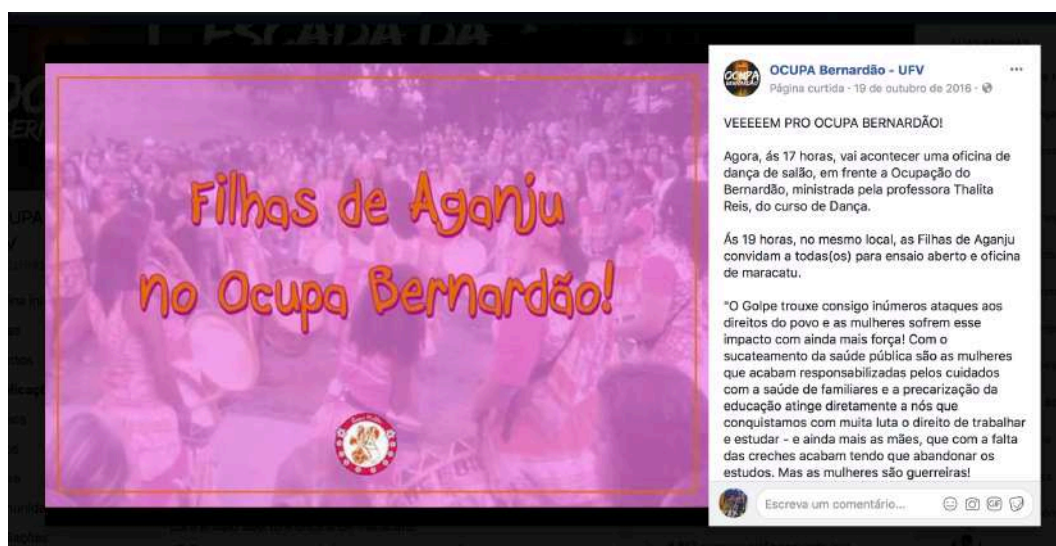 ESCADA DA
Filhas de Aganju
no Ocupa Bernardão!
OCUPA
BERNARDÃO
OCUPA Bernardão - UFV
Página curtida · 19 de outubro de 2016 ·
VEEEEEM PRO OCUPA BERNARDÃO!
Agora, ás 17 horas, vai acontecer uma oficina de
dança de salão, em frente a Ocupação do
Bernardão, ministrada pela professora Thalita
Reis, do curso de Dança.
Ás 19 horas, no mesmo local, as Filhas de Aganju
convidam a todas(os) para ensaio aberto e oficina
de maracatu.
"O Golpe trouxe consigo inúmeros ataques aos
direitos do povo e as mulheres sofrem esse
impacto com ainda mais força! Com o
sucateamento da saúde pública são as mulheres
que acabam responsabilizadas pelos cuidados
com a saúde de familiares e a precarização da
educação atinge diretamente a nós que
conquistamos com muita luta o direito de trabalhar
e estudar - e ainda mais as mães, que com a falta
das creches acabam tendo que abandonar os
estudos. Mas as mulheres são guerreiras!
Escreva um comentário...
GIF